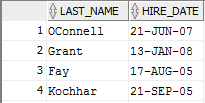 LAST_NAME HIRE_DATE
1 OConnell 21-JUN-07
2 Grant 13-JAN-08
3 Fay 17-AUG-05
4 Kochhar 21-SEP-05